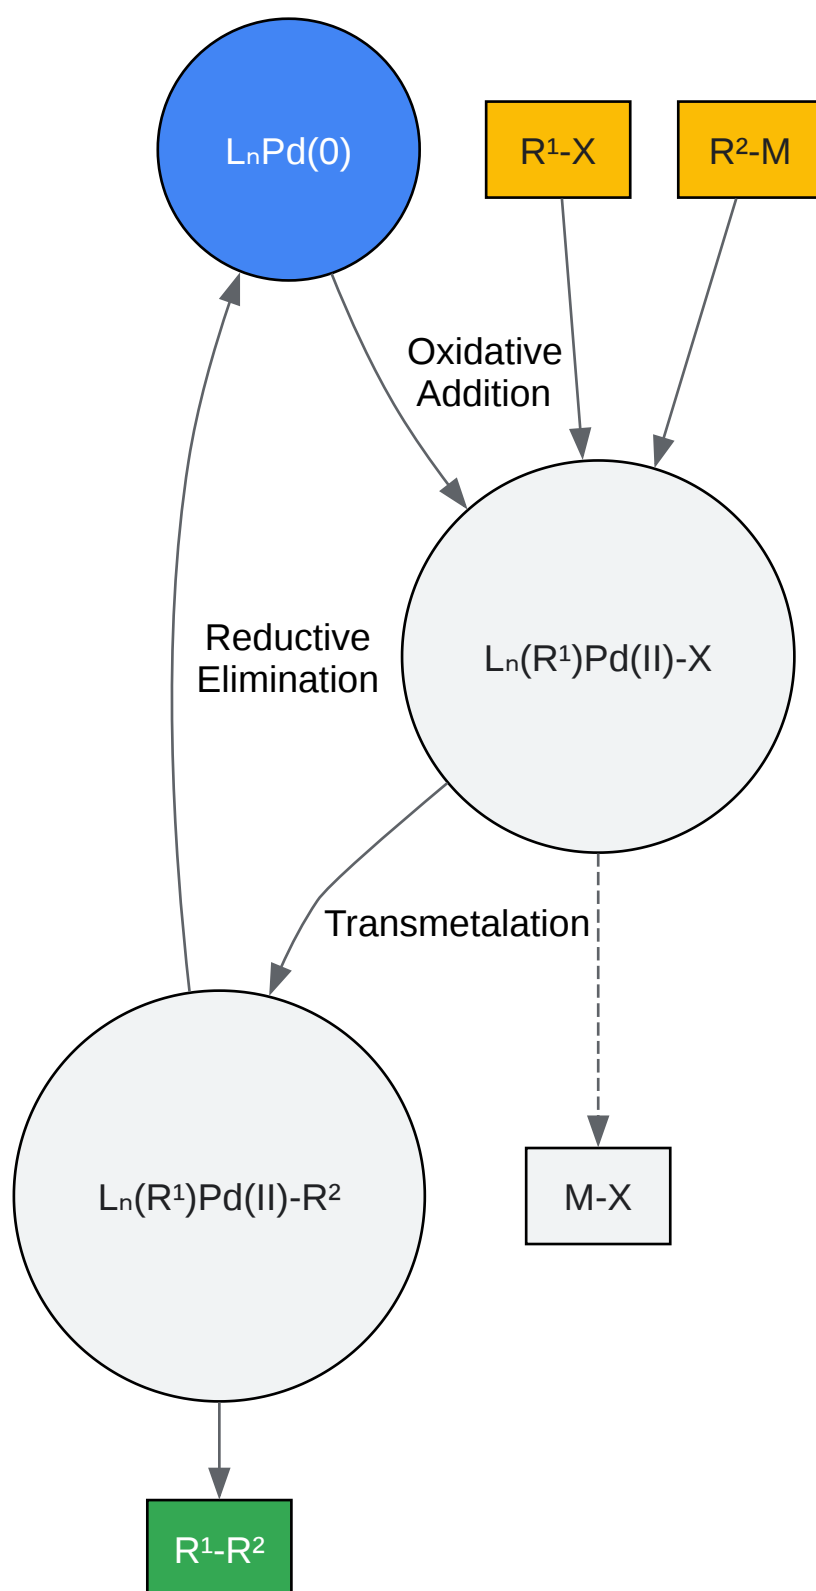 LₙPd(0)
R¹-X
R²-M
Oxidative
Addition
Reductive
Elimination
Lₙ(R¹)Pd(II)-X
Transmetalation
Lₙ(R¹)Pd(II)-R²
M-X
R¹-R²